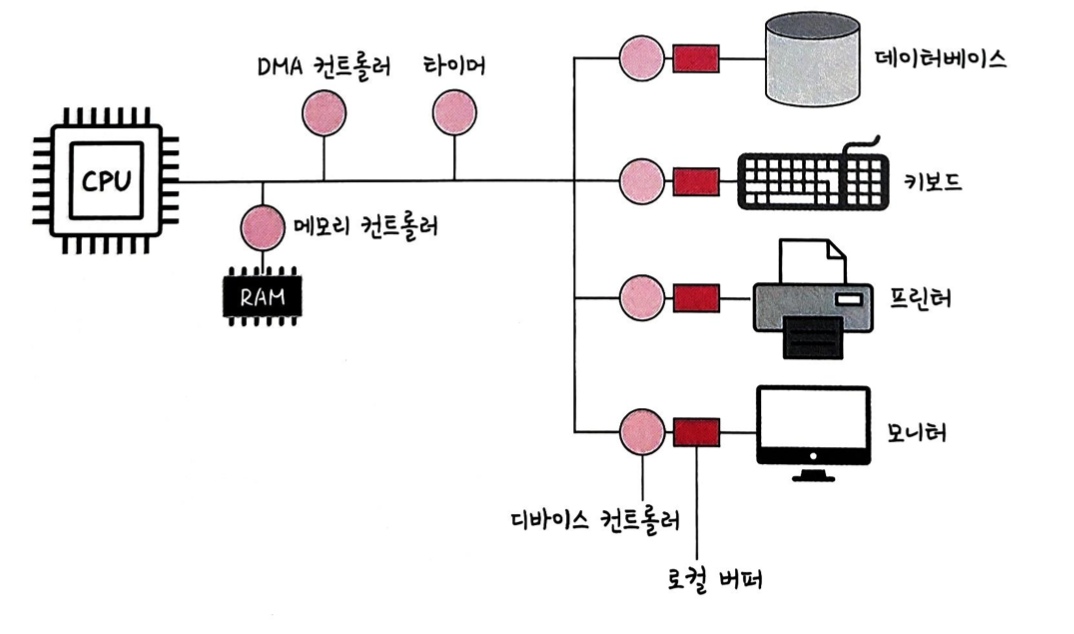 DMA 컨트롤러
타이머
데이터베이스
CPU
키보드
메모리 컨트롤러
RAM
프린터
모니터
디바이스 컨트롤러
로컬 버퍼